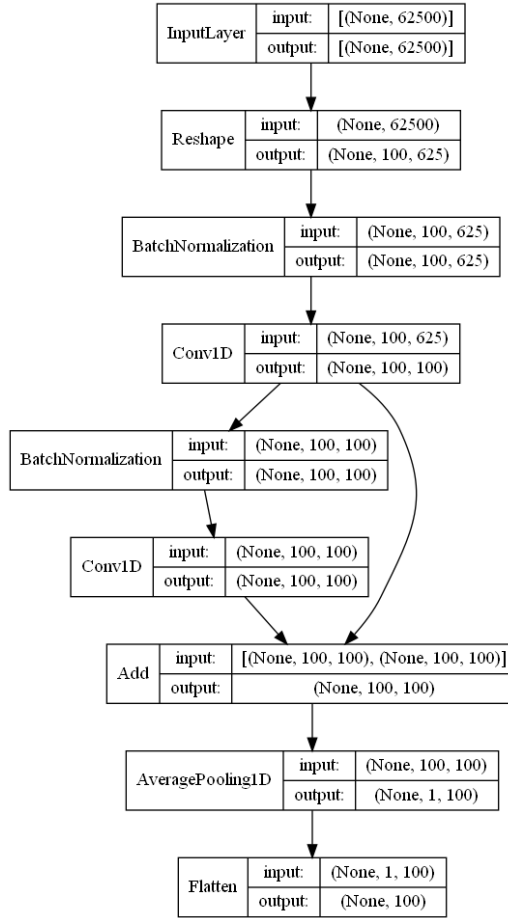 InputLayer
input: [(None, 62500)]
output: [(None, 62500)]
Reshape
input: (None, 62500)
output: (None, 100, 625)
BatchNormalization
input: (None, 100, 625)
output: (None, 100, 625)
Conv1D
input: (None, 100, 625)
output: (None, 100, 100)
BatchNormalization
input: (None, 100, 100)
output: (None, 100, 100)
Conv1D
input: (None, 100, 100)
output: (None, 100, 100)
Add
input: [(None, 100, 100), (None, 100, 100)]
output: (None, 100, 100)
AveragePooling1D
input: (None, 100, 100)
output: (None, 1, 100)
Flatten
input: (None, 1, 100)
output: (None, 100)